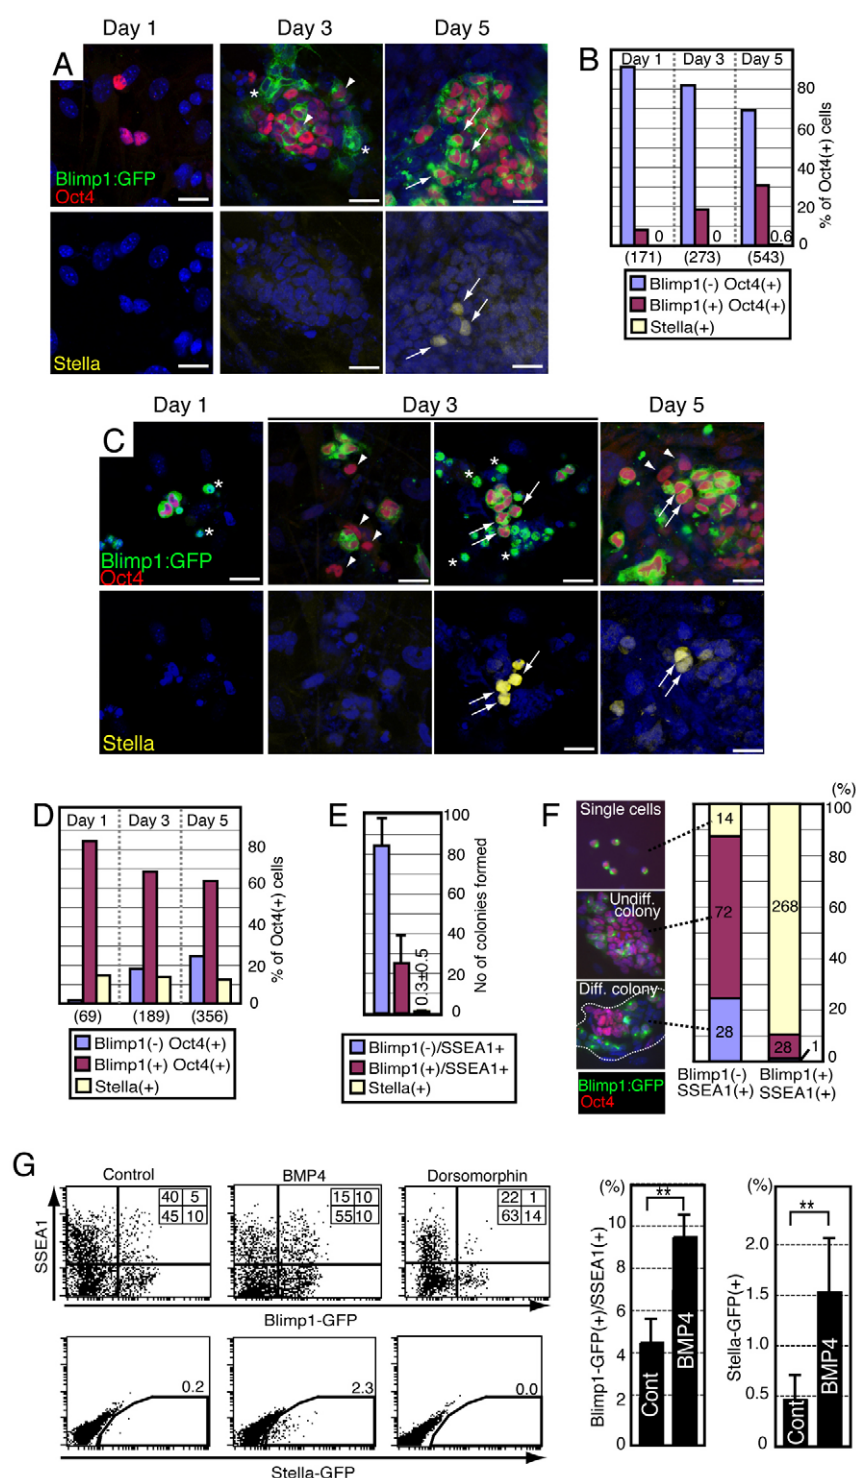 Day 1 Day 3 Day 5
A
Blimp1:GFP
Oct4
*
*
Stella
B
Day 1 Day 3 Day 5
80
60
40
20
0
% of Oct4(+) cells
0 0 0.6
(171) (273) (543)
Blimp1(-) Oct4(+)
Blimp1(+) Oct4(+)
Stella(+)
Day 1 Day 3 Day 5
C
*
*
Blimp1:GFP
Oct4
*
*
*
*
Stella
D
Day 1 Day 3 Day 5
80
60
40
20
0
% of Oct4(+) cells
(69) (189) (356)
Blimp1(-) Oct4(+)
Blimp1(+) Oct4(+)
Stella(+)
E
100
80
60
40
20
0
No of colonies formed
0.3±0.5
Blimp1(-)/SSEA1+
Blimp1(+)/SSEA1+
Stella(+)
F
Single cells
Undiff.
colony
Diff. colony
Blimp1:GFP
Oct4
(%)
100
80
60
40
20
0
14
72
28
268
28
1
Blimp1(-)
SSEA1(+)
Blimp1(+)
SSEA1(+)
G
Control BMP4 Dorsomorphin
40 5
45 10
15 10
55 10
22 1
63 14
SSEA1
Blimp1-GFP
0.2 2.3 0.0
Stella-GFP
(%)
**
10
8
6
4
2
0
Blimp1-GFP(+)/SSEA1(+)
Cont
BMP4
(%)
**
2.0
1.5
1.0
0.5
0
Stella-GFP(+)
Cont
BMP4